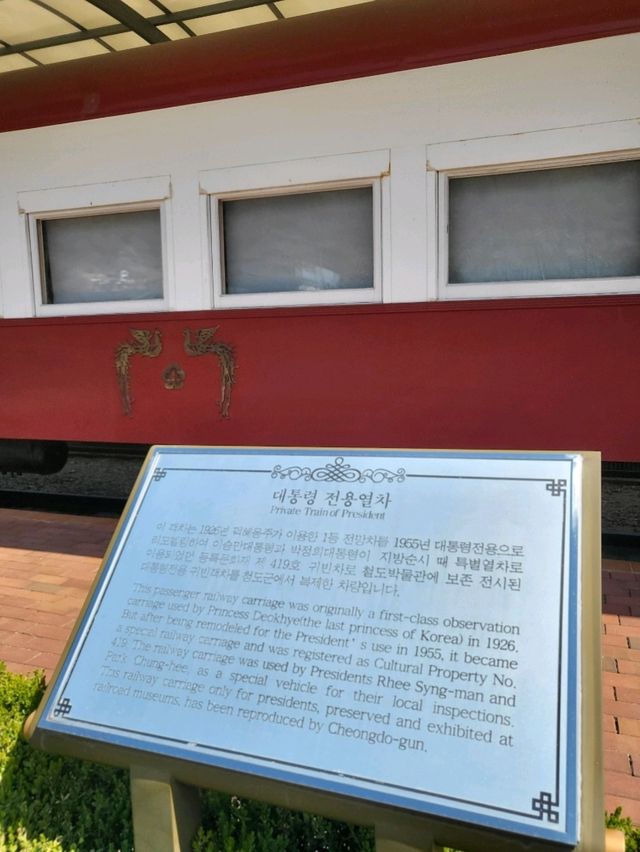 대통령 전용열차
Private Train of President
이 객차는 1926년 덕혜옹주가 이용한 1등 전망차를 1955년 대통령전용으로
리모델링하여 이승만대통령과 박정희대통령이 지방순시 때 특별열차로
이용되었던 등록문화재 제 419호 귀빈차로 철도박물관에 보존 전시된
대통령전용 귀빈객차를 청도군에서 복제한 차량입니다.
This passenger railway carriage was originally a first-class observation
carriage used by Princess Deokhye(the last princess of Korea) in 1926.
But after being remodeled for the President's use in 1955, it became
a special railway carriage and was registered as Cultural Property No.
419. The railway carriage was used by Presidents Rhee Syng-man and
Park Chung-hee, as a special vehicle for their local inspections.
This railway carriage only for presidents, preserved and exhibited at
railroad museums, has been reproduced by Cheongdo-gun.